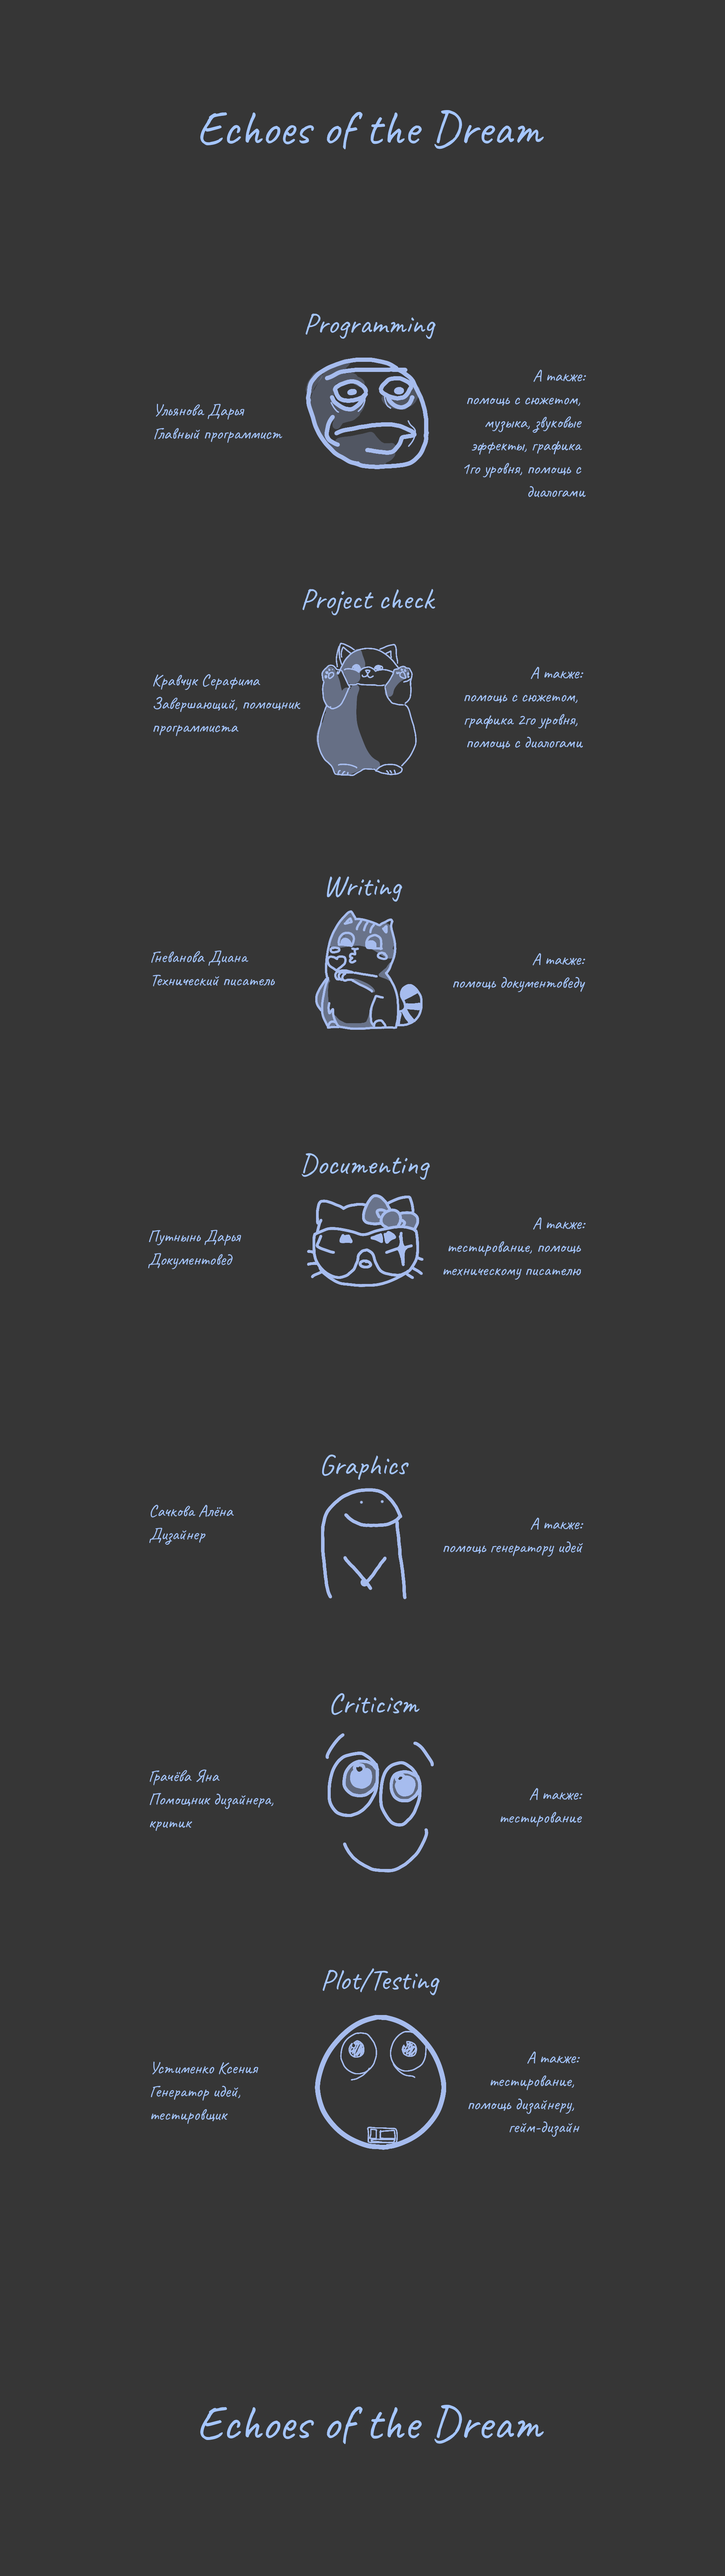 Echoes of the Dream
Programming
Ульянова Дарья
Главный программист
А также:
помощь с сюжетом,
музыка, звуковые
эффекты, графика
1го уровня, помощь с
диалогами
Project check
Кравчук Серафима
Завершающий, помощник
программиста
А также:
помощь с сюжетом,
графика 2го уровня,
помощь с диалогами
Writing
Гневанова Диана
Технический писатель
А также:
помощь документоведу
Documenting
Путнынь Дарья
Документовед
А также:
тестирование, помощь
техническому писателю
Graphics
Сачкова Алёна
Дизайнер
А также:
помощь генератору идей
Criticism
Грачёва Яна
Помощник дизайнера,
критик
А также:
тестирование
Plot/Testing
Устименко Ксения
Генератор идей,
тестировщик
А также:
тестирование,
помощь дизайнеру,
гейм-дизайн
Echoes of the Dream